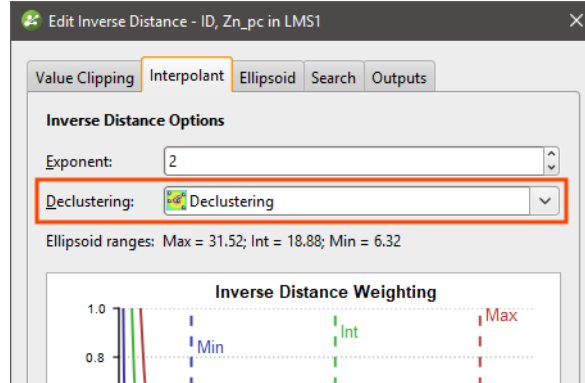 Edit Inverse Distance - ID, Zn_pc in LMS1
Value Clipping Interpolant Ellipsoid Search Outputs
Inverse Distance Options
Exponent: 2
Declustering: Declustering
Ellipsoid ranges: Max = 31.52; Int = 18.88; Min = 6.32
Inverse Distance Weighting
1.0
Max
Int
Min
0.8